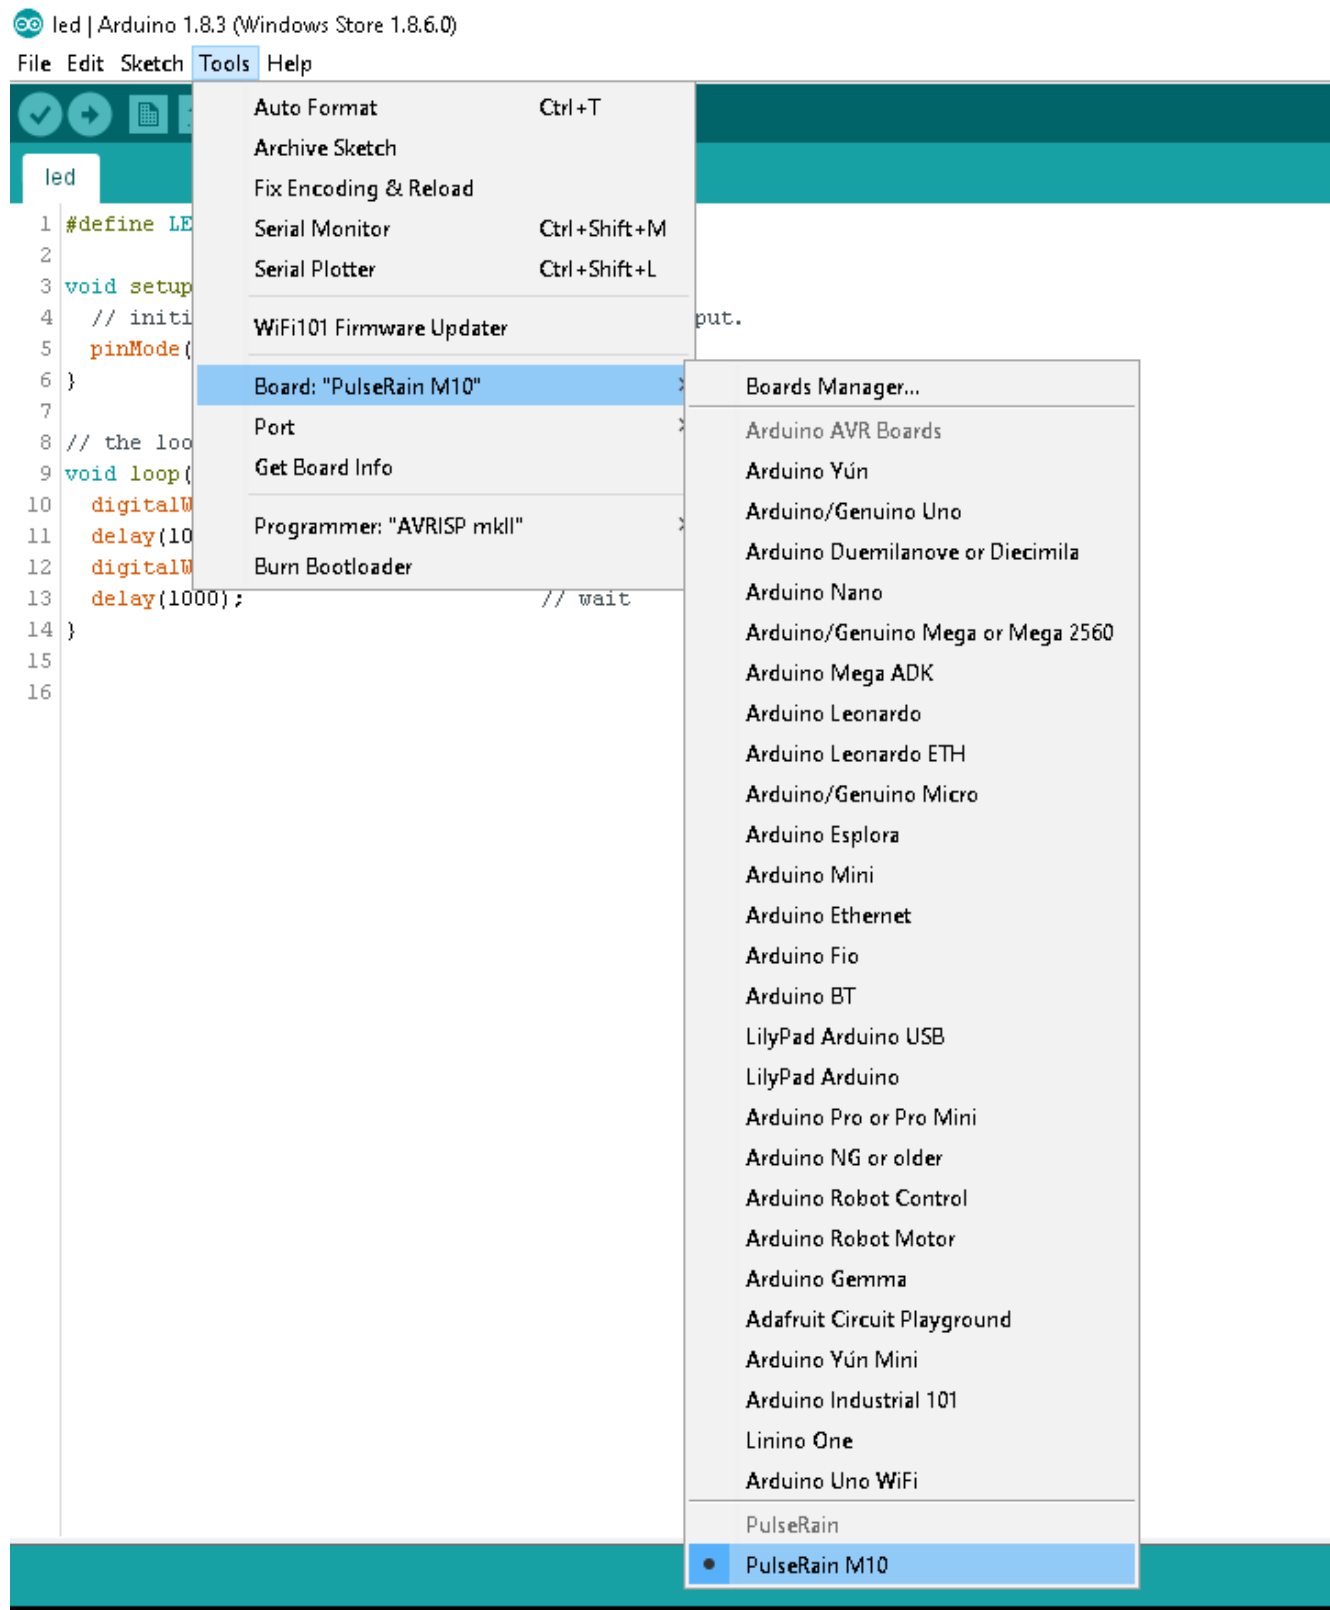 led | Arduino 1.8.3 (Windows Store 1.8.6.0)
File Edit Sketch Tools Help
led
1 #define LE
2
3 void setup
4 // initi put.
5 pinMode(
6 }
7
8 // the loo
9 void loop(
10 digitalW
11 delay(10
12 digitalW
13 delay(1000); // wait
14 }
15
16
Auto Format Ctrl+T
Archive Sketch
Fix Encoding & Reload
Serial Monitor Ctrl+Shift+M
Serial Plotter Ctrl+Shift+L
WiFi101 Firmware Updater
Board: "PulseRain M10"
Port
Get Board Info
Programmer: "AVRISP mkII"
Burn Bootloader
Boards Manager...
Arduino AVR Boards
Arduino Yún
Arduino/Genuino Uno
Arduino Duemilanove or Diecimila
Arduino Nano
Arduino/Genuino Mega or Mega 2560
Arduino Mega ADK
Arduino Leonardo
Arduino Leonardo ETH
Arduino/Genuino Micro
Arduino Esplora
Arduino Mini
Arduino Ethernet
Arduino Fio
Arduino BT
LilyPad Arduino USB
LilyPad Arduino
Arduino Pro or Pro Mini
Arduino NG or older
Arduino Robot Control
Arduino Robot Motor
Arduino Gemma
Adafruit Circuit Playground
Arduino Yún Mini
Arduino Industrial 101
Linino One
Arduino Uno WiFi
PulseRain
PulseRain M10